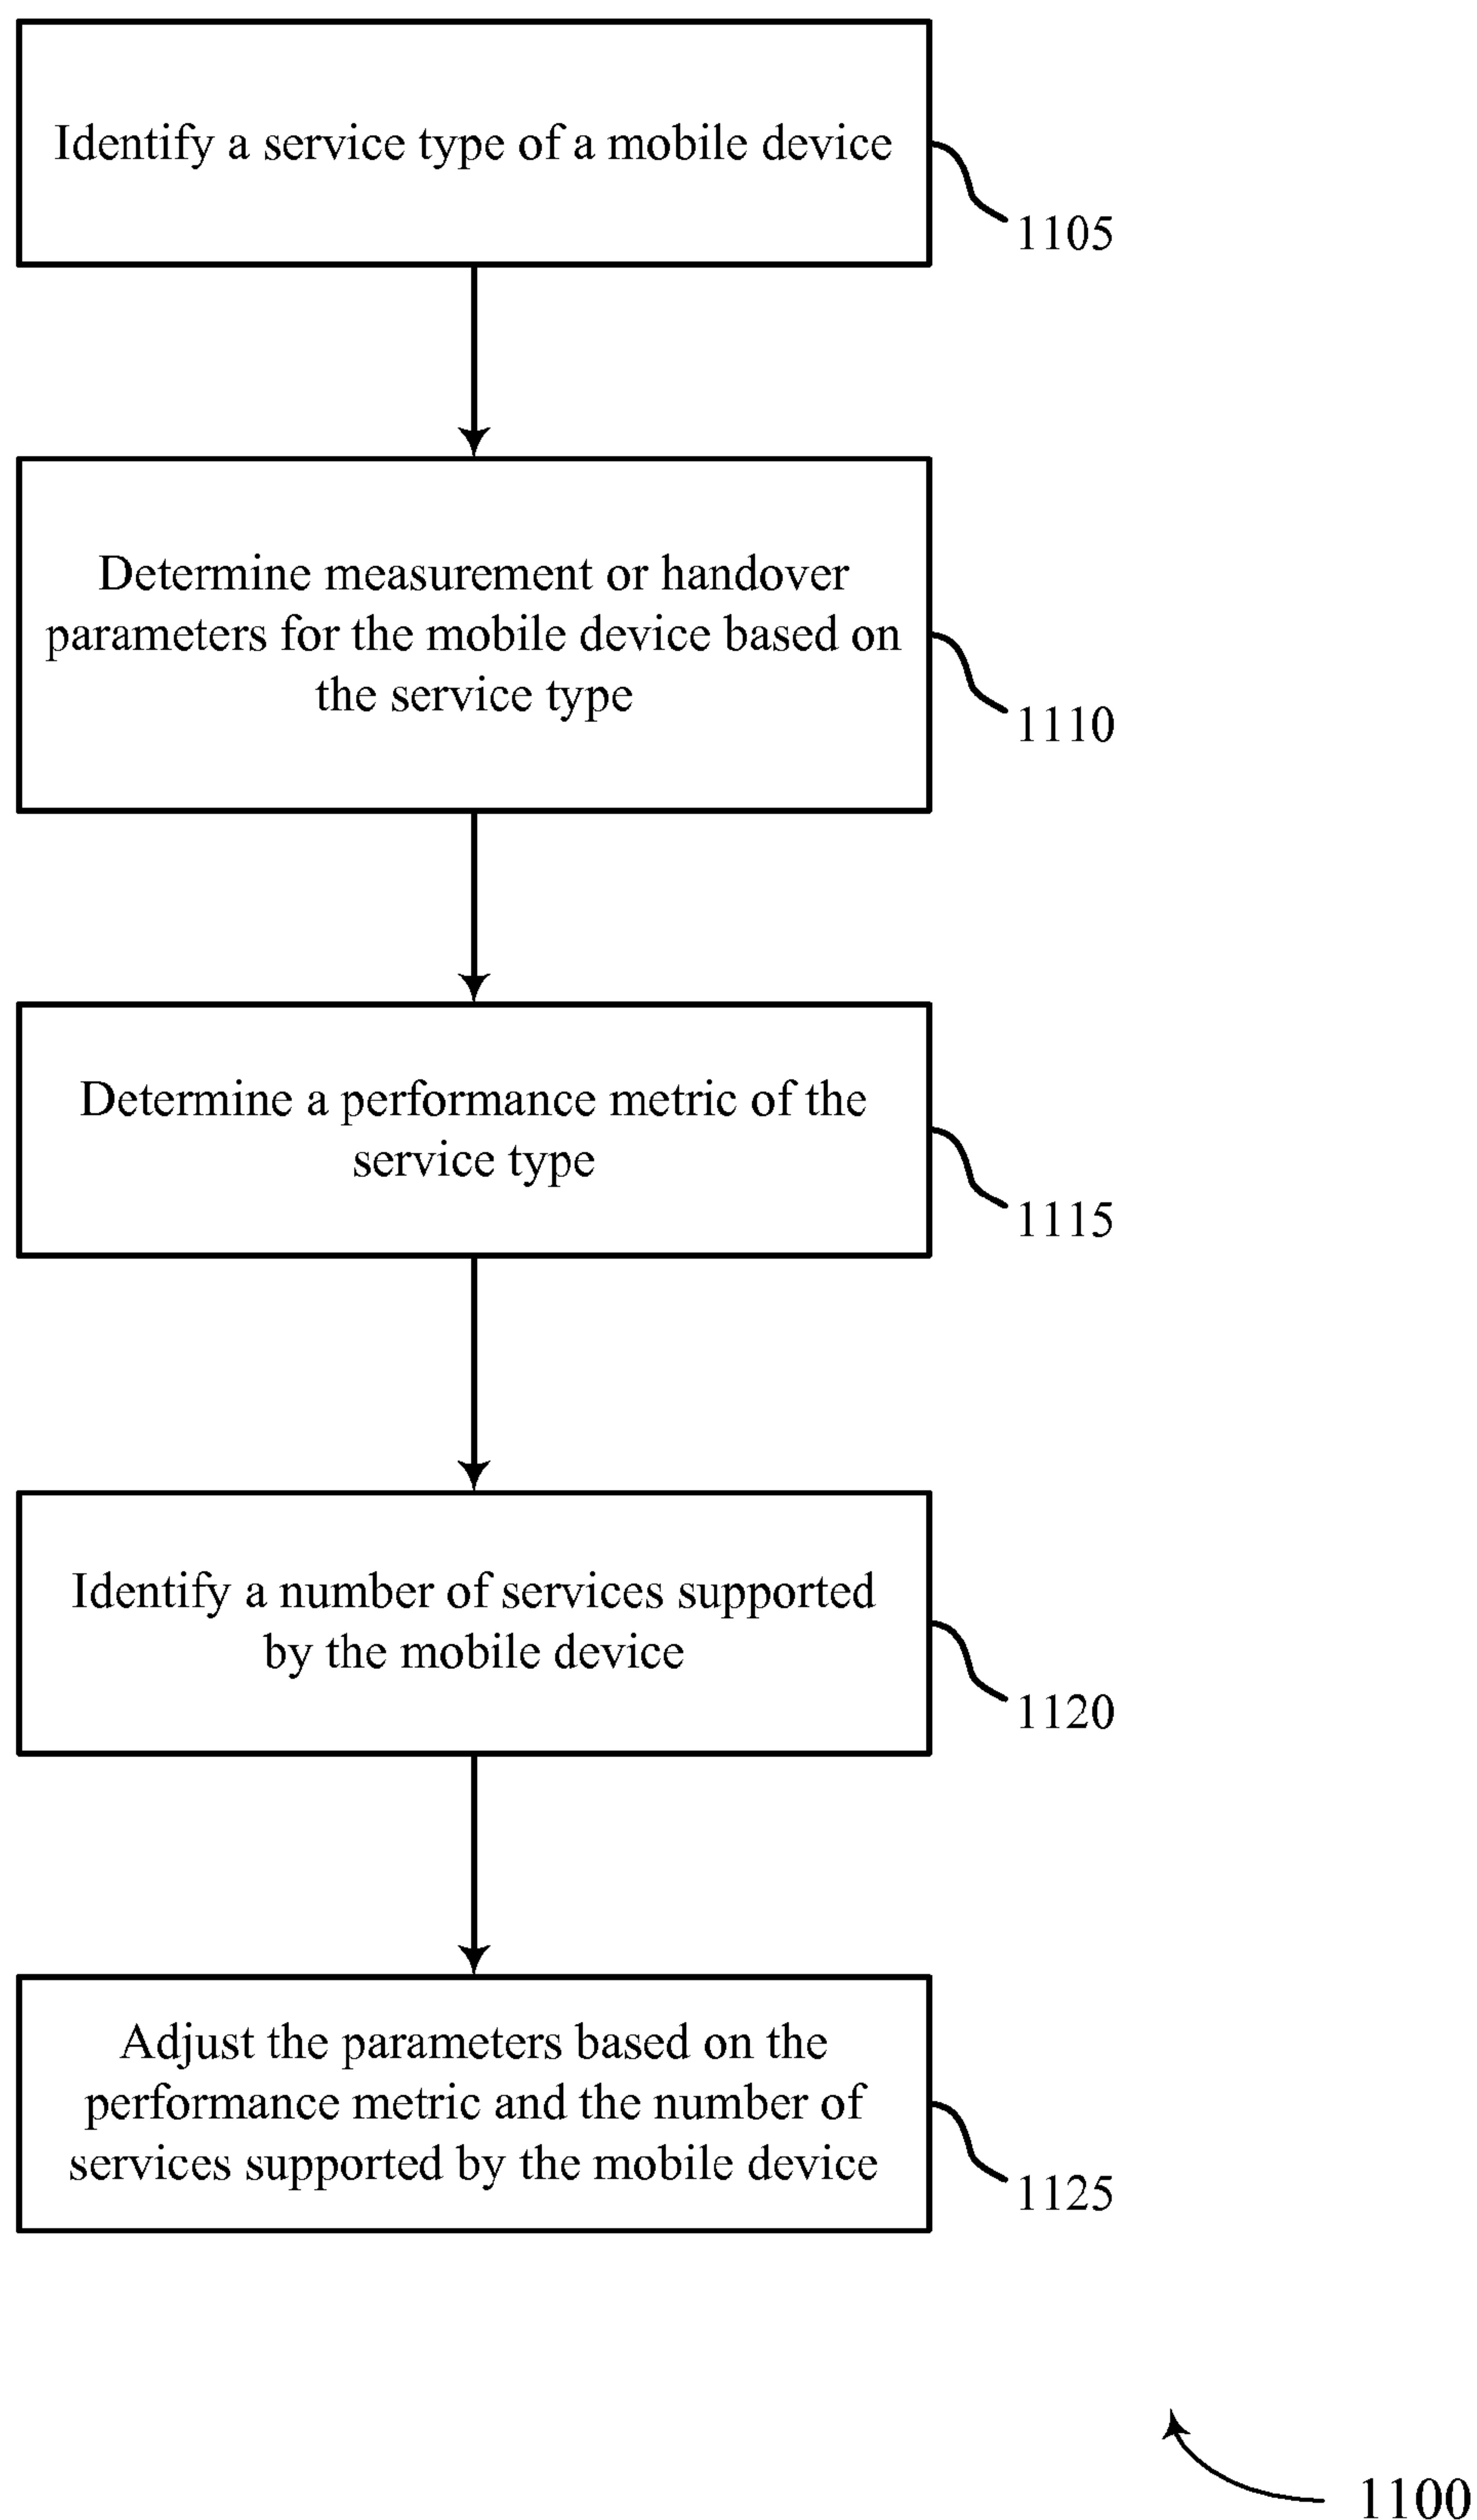 Identify a service type of a mobile device
1105
Determine measurement or handover
parameters for the mobile device based on
the service type
1110
Determine a performance metric of the
service type
1115
Identify a number of services supported
by the mobile device
1120
Adjust the parameters based on the
performance metric and the number of
services supported by the mobile device
1125
1100